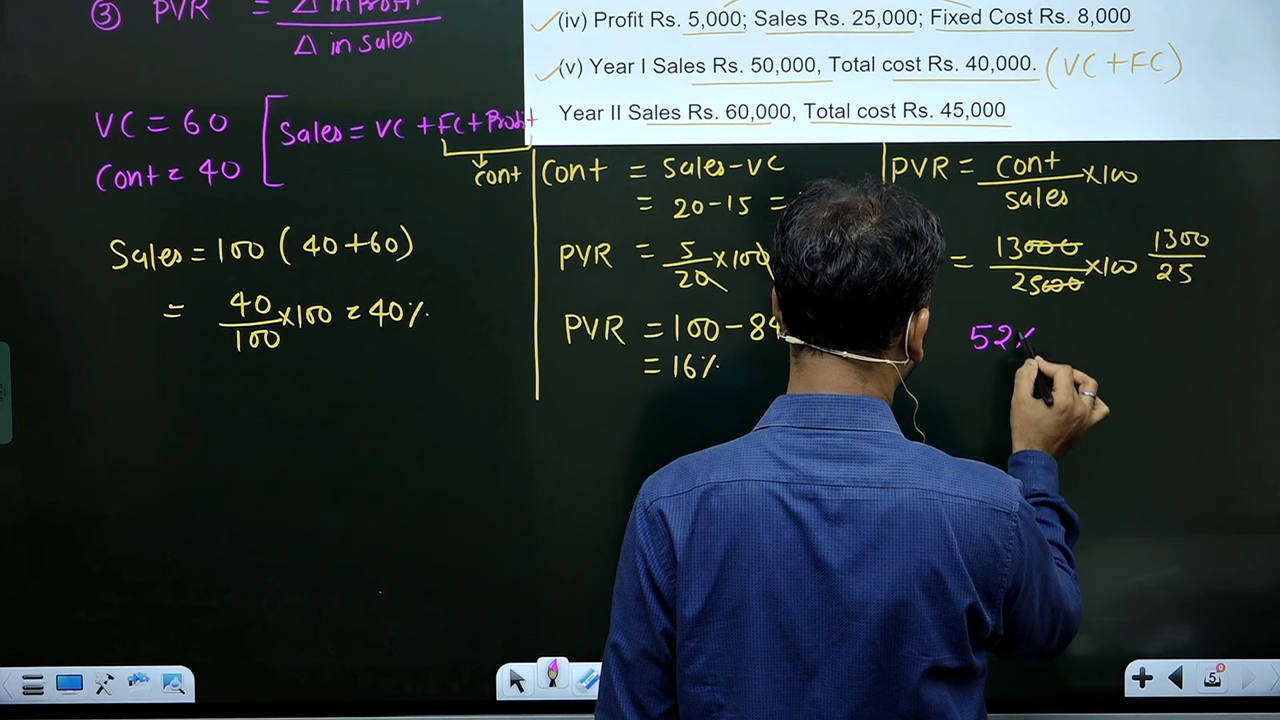 ③ PVR = Δ in Profit
Δ in sales
VC = 60
Cont = 40
Sales = VC + FC + Profit
cont
Sales = 100 ( 40 + 60 )
= 40/100 × 100 = 40%
(iv) Profit Rs. 5,000; Sales Rs. 25,000; Fixed Cost Rs. 8,000
(v) Year I Sales Rs. 50,000, Total cost Rs. 40,000. (VC + FC)
Year II Sales Rs. 60,000, Total cost Rs. 45,000
Cont = Sales - VC
= 20 - 15 =
PVR = 5/20 × 100
PVR = 100 - 84
= 16%
PVR = Cont/sales × 100
= 13000/25000 × 100 1300/25
52%
5